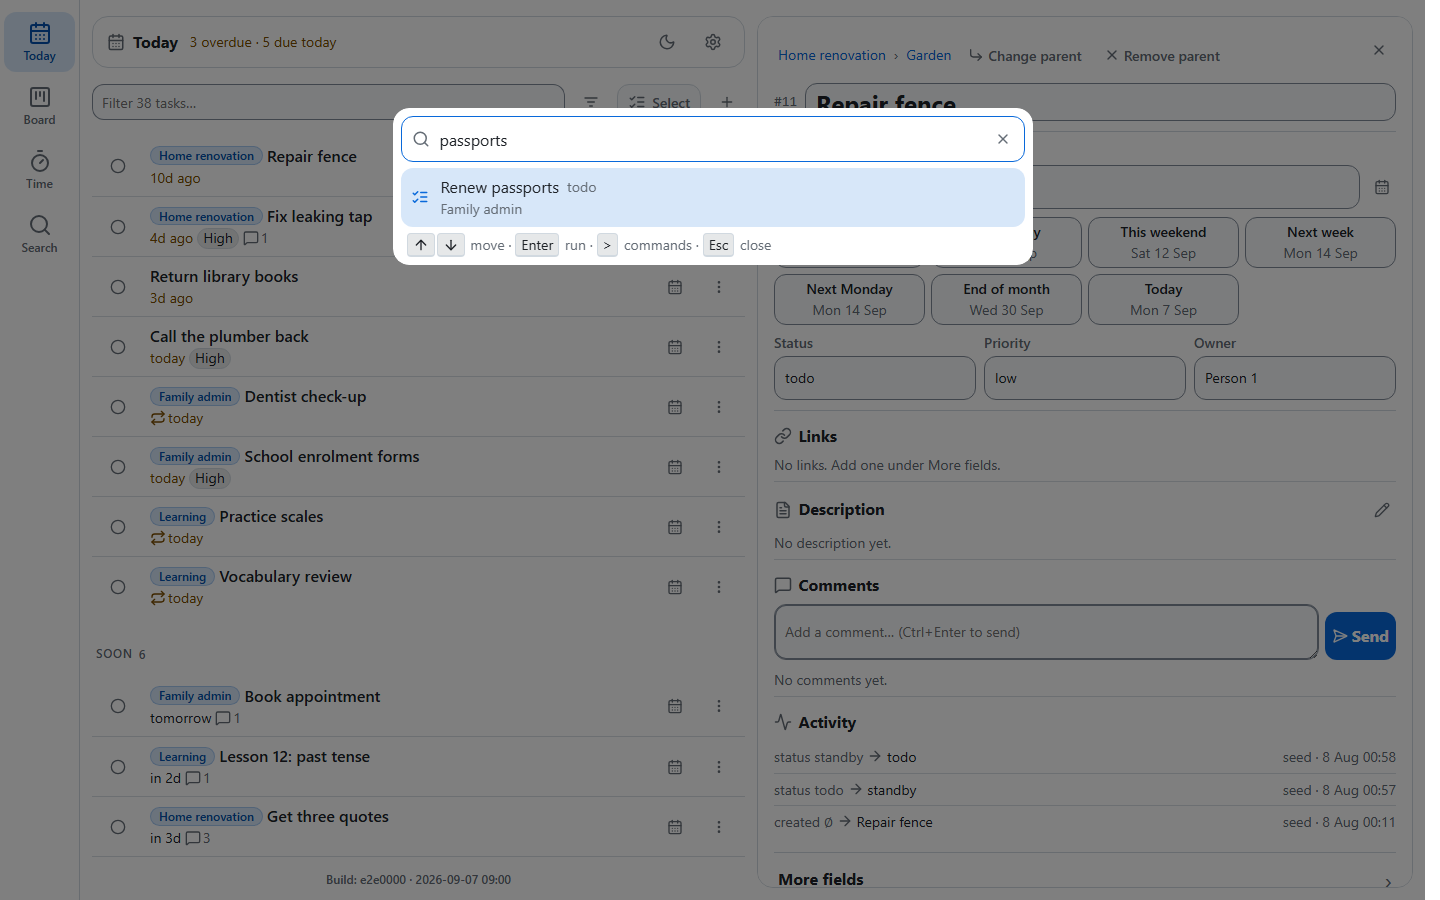 Today
Board
Time
Search
Today 3 overdue · 5 due today
Filter 38 tasks...
Select
Home renovation Repair fence
10d ago
Home renovation Fix leaking tap
4d ago High 1
Return library books
3d ago
Call the plumber back
today High
Family admin Dentist check-up
today
Family admin School enrolment forms
today High
Learning Practice scales
today
Learning Vocabulary review
today
SOON 6
Family admin Book appointment
tomorrow 1
Learning Lesson 12: past tense
in 2d 1
Home renovation Get three quotes
in 3d 3
Build: e2e0000 · 2026-09-07 09:00
passports
Renew passports todo
Family admin
move · Enter run · > commands · Esc close
Home renovation › Garden Change parent Remove parent
#11 Repair fence
This weekend
Sat 12 Sep
Next week
Mon 14 Sep
Next Monday
Mon 14 Sep
End of month
Wed 30 Sep
Today
Mon 7 Sep
Status Priority Owner
todo low Person 1
Links
No links. Add one under More fields.
Description
No description yet.
Comments
Add a comment... (Ctrl+Enter to send)
Send
No comments yet.
Activity
status standby → todo seed · 8 Aug 00:58
status todo → standby seed · 8 Aug 00:57
created Ø → Repair fence seed · 8 Aug 00:11
More fields